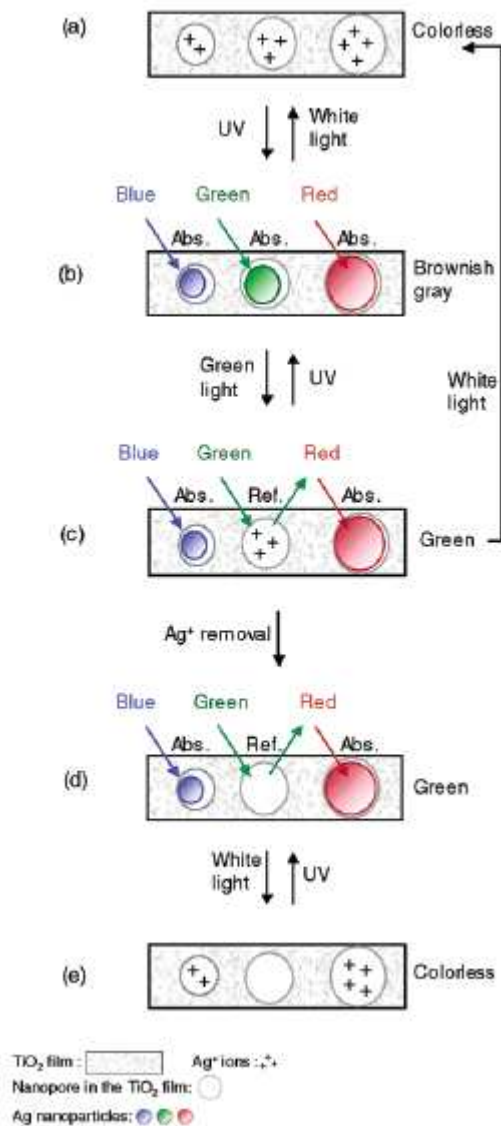 (a)
Colorless
UV
White
light
Blue Green Red
Abs. Abs. Abs.
(b)
Brownish
gray
Green
light
UV
White
light
Blue Green Red
Abs. Ref. Abs.
(c)
Green
Ag⁺ removal
Blue Green Red
Abs. Ref. Abs.
(d)
Green
White
light
UV
(e)
Colorless
TiO₂ film : Ag⁺ ions :
Nanopore in the TiO₂ film:
Ag nanoparticles: